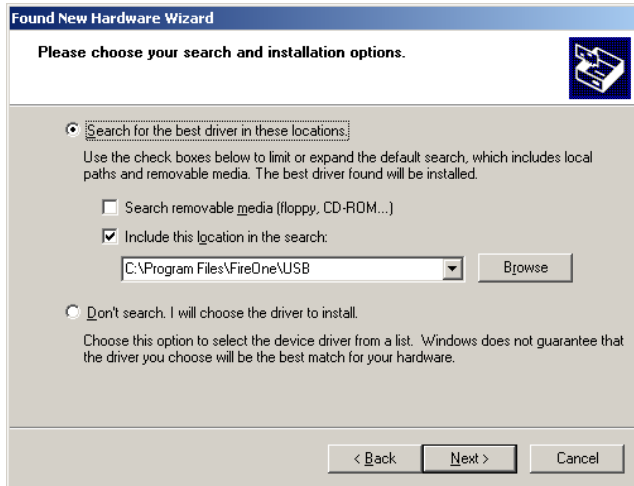 Found New Hardware Wizard
Please choose your search and installation options.
Search for the best driver in these locations.
Use the check boxes below to limit or expand the default search, which includes local
paths and removable media. The best driver found will be installed.
Search removable media (floppy, CD-ROM...)
Include this location in the search:
C:\Program Files\FireOne\USB
Browse
Don't search. I will choose the driver to install.
Choose this option to select the device driver from a list. Windows does not guarantee that
the driver you choose will be the best match for your hardware.
< Back Next > Cancel